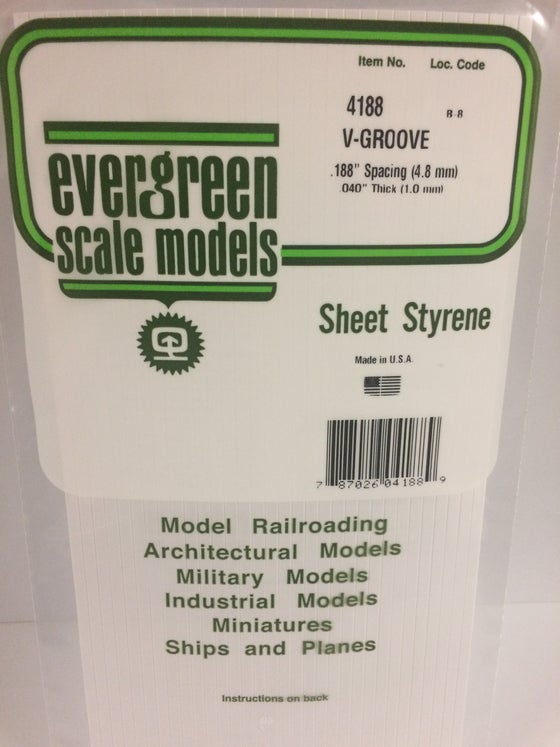 Item No. Loc. Code
4188 B-8
V-GROOVE
.188" Spacing (4.8 mm)
.040" Thick (1.0 mm)
evergreen
scale models
Sheet Styrene
Made in U.S.A.
7 87026 04188 9
Model Railroading
Architectural Models
Military Models
Industrial Models
Miniatures
Ships and Planes
Instructions on back